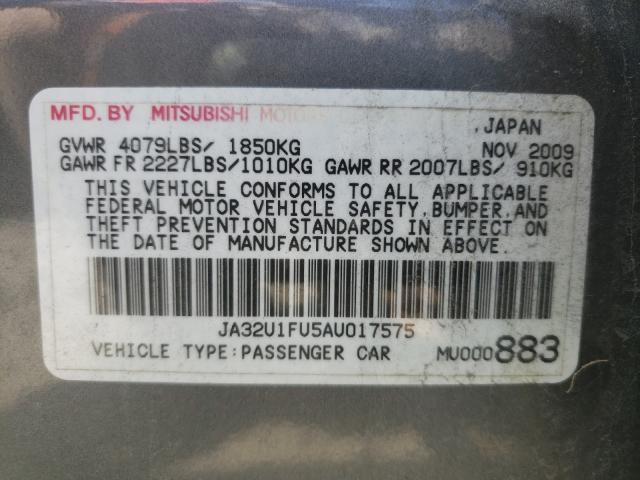 MFD. BY MITSUBISHI MOTORS
, JAPAN
GVWR 4079LBS/ 1850KG NOV 2009
GAWR FR 2227LBS/1010KG GAWR RR 2007LBS/ 910KG
THIS VEHICLE CONFORMS TO ALL APPLICABLE
FEDERAL MOTOR VEHICLE SAFETY, BUMPER, AND
THEFT PREVENTION STANDARDS IN EFFECT ON
THE DATE OF MANUFACTURE SHOWN ABOVE.
JA32U1FU5AU017575
VEHICLE TYPE:PASSENGER CAR MU000883